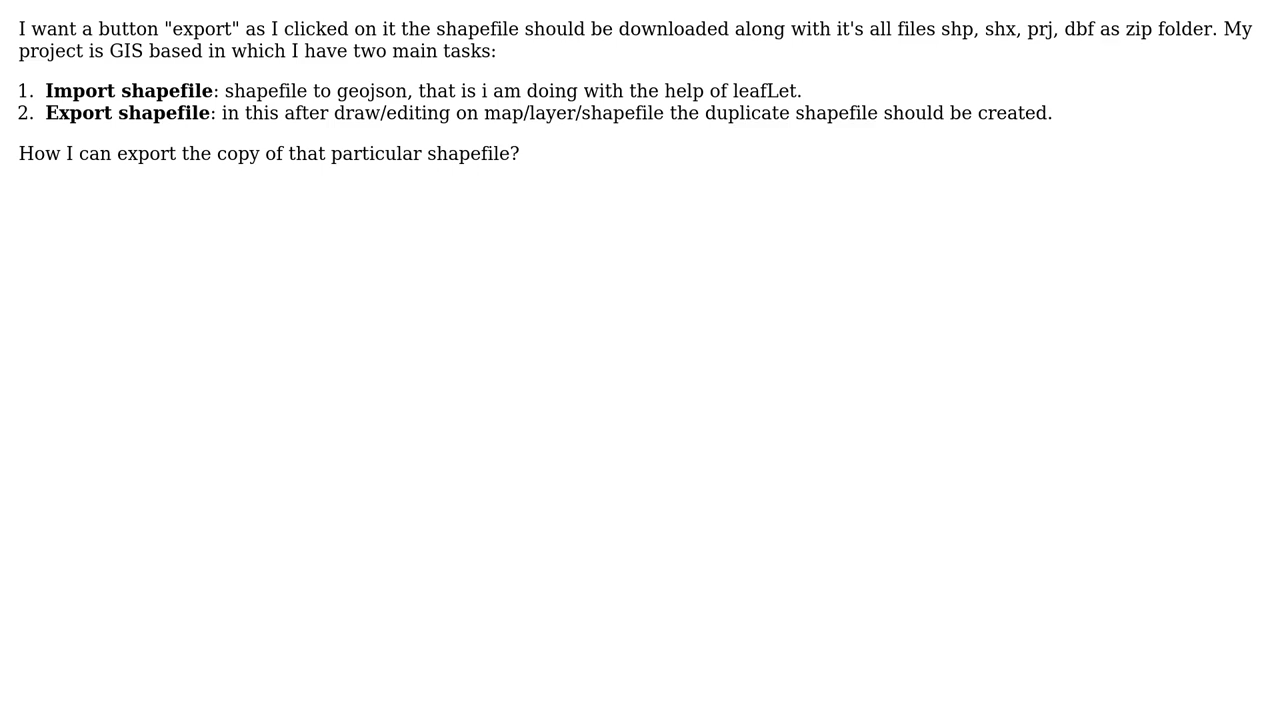 I want a button "export" as I clicked on it the shapefile should be downloaded along with it's all files shp, shx, prj, dbf as zip folder. My
project is GIS based in which I have two main tasks:
1. Import shapefile: shapefile to geojson, that is i am doing with the help of leafLet.
2. Export shapefile: in this after draw/editing on map/layer/shapefile the duplicate shapefile should be created.
How I can export the copy of that particular shapefile?